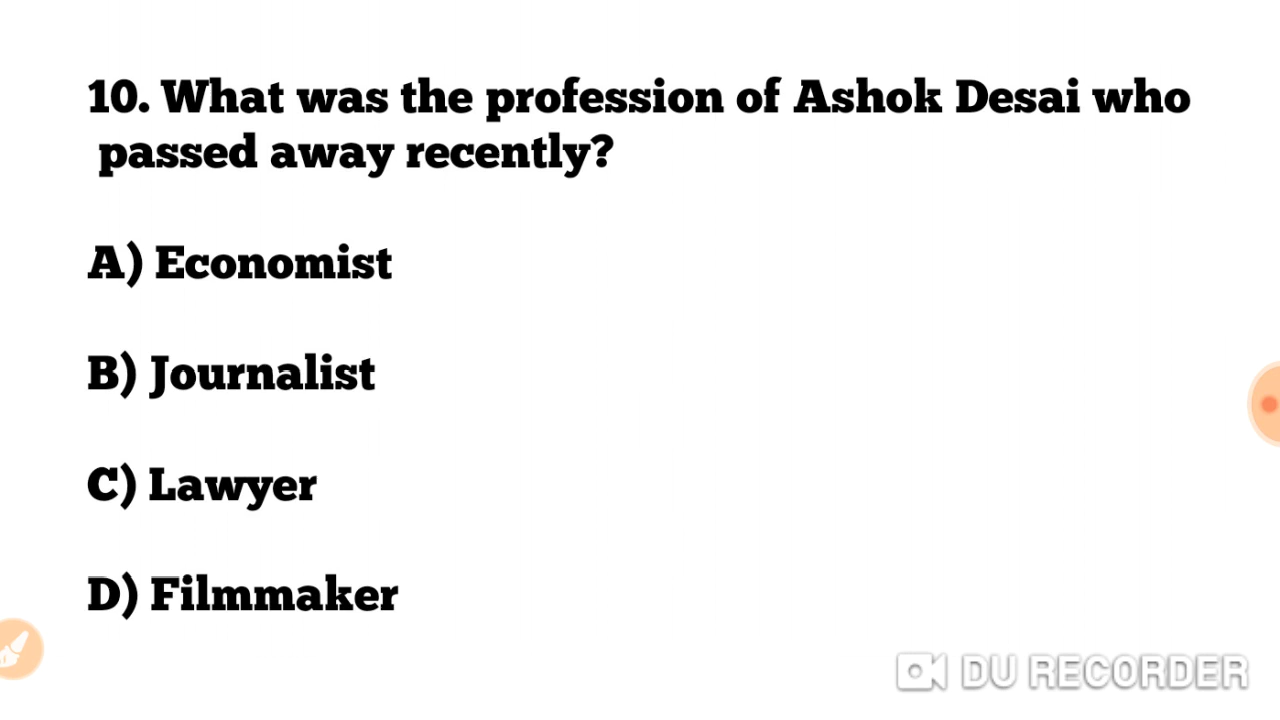 10. What was the profession of Ashok Desai who
passed away recently?
A) Economist
B) Journalist
C) Lawyer
D) Filmmaker
DU RECORDER